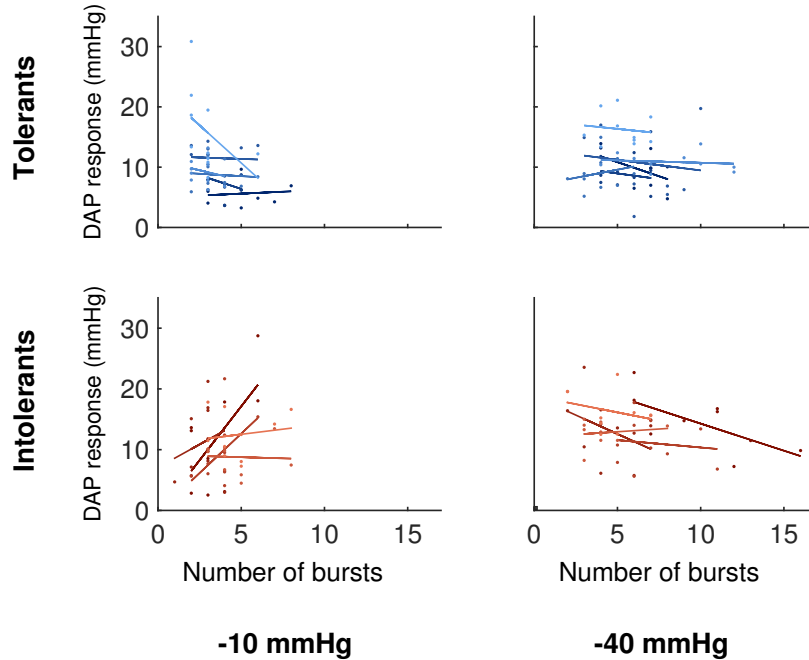 Tolerants
DAP response (mmHg)
30
20
10
0
Intolerants
DAP response (mmHg)
30
20
10
0
0 5 10 15
0 5 10 15
Number of bursts
Number of bursts
-10 mmHg
-40 mmHg